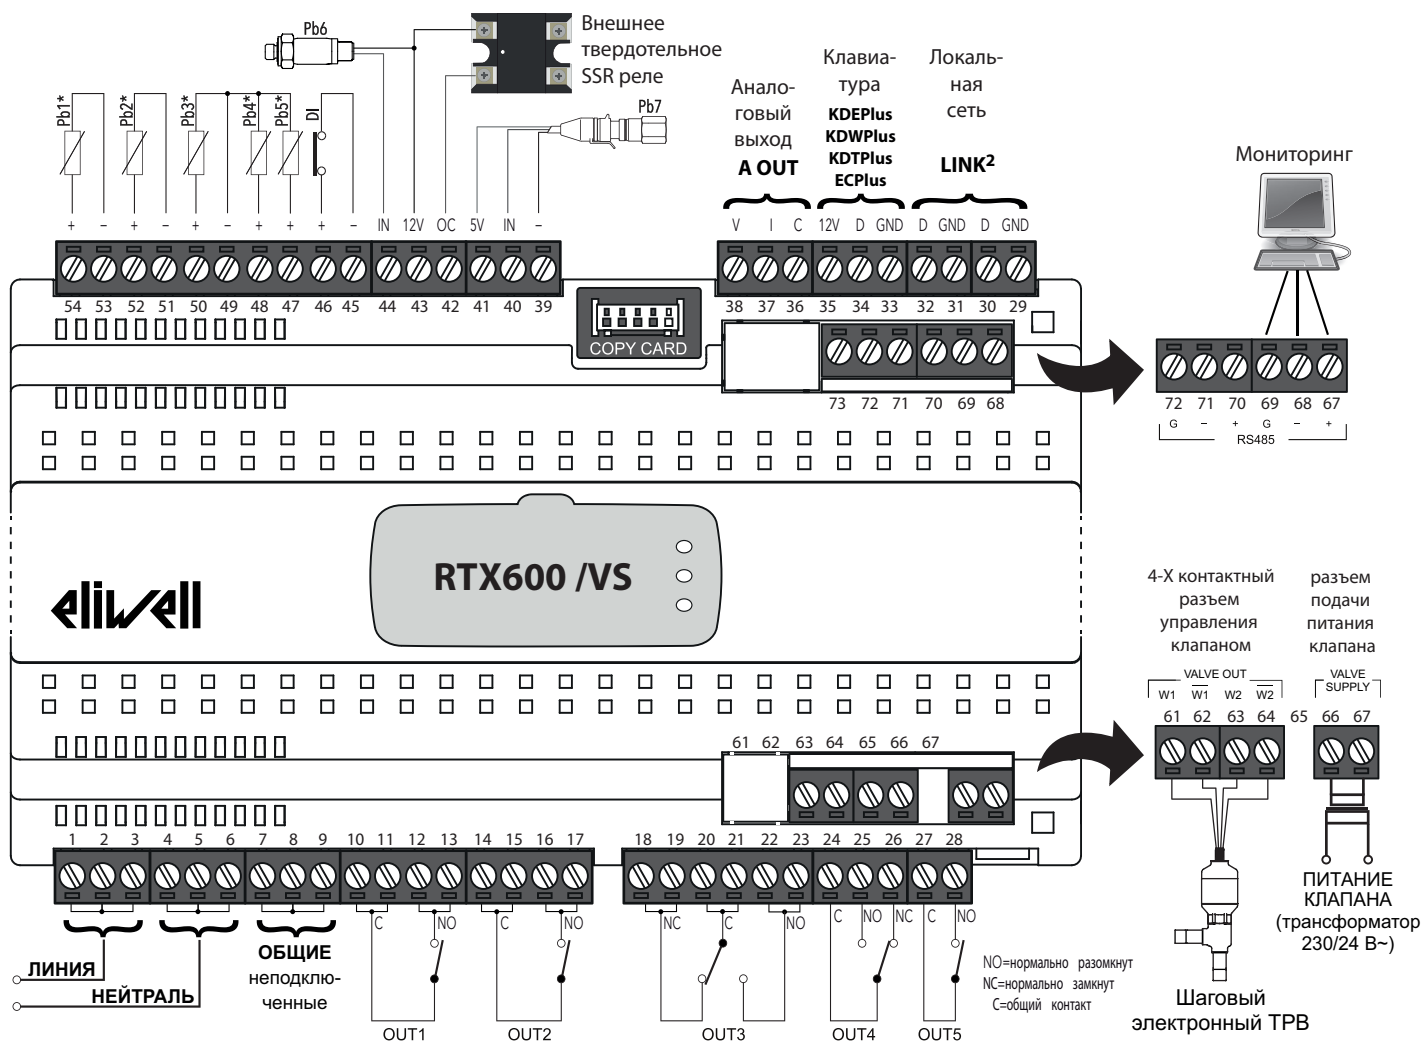 Pb6
Внешнее
твердотельное
SSR реле
Pb7
Pb1* Pb2* Pb3* Pb4* Pb5* DI
Анало-
говый
выход
A OUT
Клавиа-
тура
KDEPlus
KDWPlus
KDTPlus
ECPlus
Локаль-
ная
сеть
LINK²
Мониторинг
+ – + – + – + + + – IN 12V OC 5V IN –
V I C 12V D GND D GND D GND
54 53 52 51 50 49 48 47 46 45 44 43 42 41 40 39
38 37 36 35 34 33 32 31 30 29
COPY CARD
73 72 71 70 69 68
72 71 70 69 68 67
G – + G – +
RS485
RTX600 /VS
eliwell
4-Х контактный
разъем
управления
клапаном
разъем
подачи
питания
клапана
VALVE OUT
W1 W1 W2 W2
VALVE
SUPPLY
61 62 63 64 65 66 67
61 62 63 64 65 66 67
1 2 3 4 5 6 7 8 9 10 11 12 13 14 15 16 17
18 19 20 21 22 23 24 25 26 27 28
C NO C NO NC C NO C NO NC C NO
ЛИНИЯ
НЕЙТРАЛЬ
ОБЩИЕ
неподклю-
ченные
OUT1 OUT2 OUT3 OUT4 OUT5
NO=нормально разомкнут
NC=нормально замкнут
C=общий контакт
Шаговый
электронный ТРВ
ПИТАНИЕ
КЛАПАНА
(трансформатор
230/24 В~)